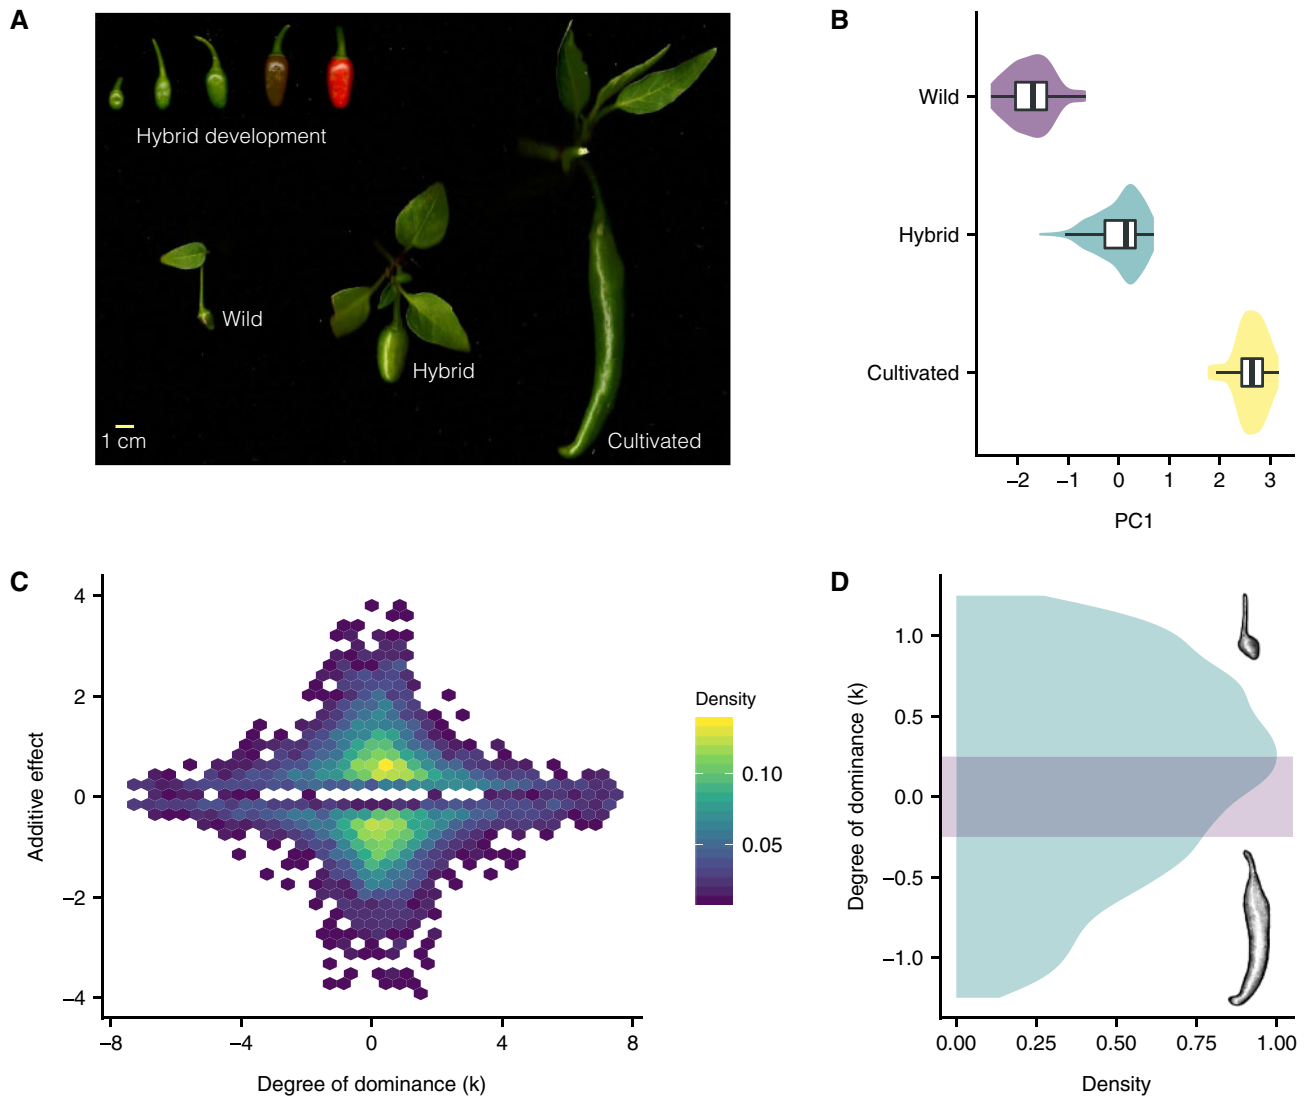 A
Hybrid development
Wild
Hybrid
Cultivated
1 cm
B
Wild
Hybrid
Cultivated
−2 −1 0 1 2 3
PC1
C
4
2
0
−2
−4
Additive effect
−8 −4 0 4 8
Degree of dominance (k)
Density
0.10
0.05
D
1.0
0.5
0.0
−0.5
−1.0
Degree of dominance (k)
0.00 0.25 0.50 0.75 1.00
Density